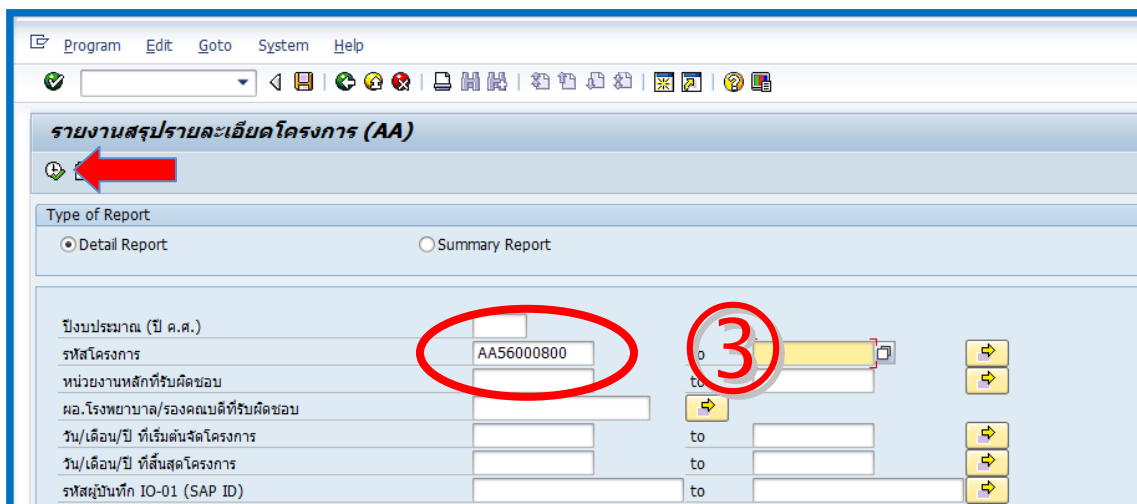 Program Edit Goto System Help
รายงานสรุปรายละเอียดโครงการ (AA)
Type of Report
Detail Report Summary Report
ปีงบประมาณ (ปี ค.ศ.)
รหัสโครงการ AA56000800 to
หน่วยงานหลักที่รับผิดชอบ to
ผอ.โรงพยาบาล/รองคณบดีที่รับผิดชอบ
วัน/เดือน/ปี ที่เริ่มต้นจัดโครงการ to
วัน/เดือน/ปี ที่สิ้นสุดโครงการ to
รหัสผู้บันทึก IO-01 (SAP ID) to
③